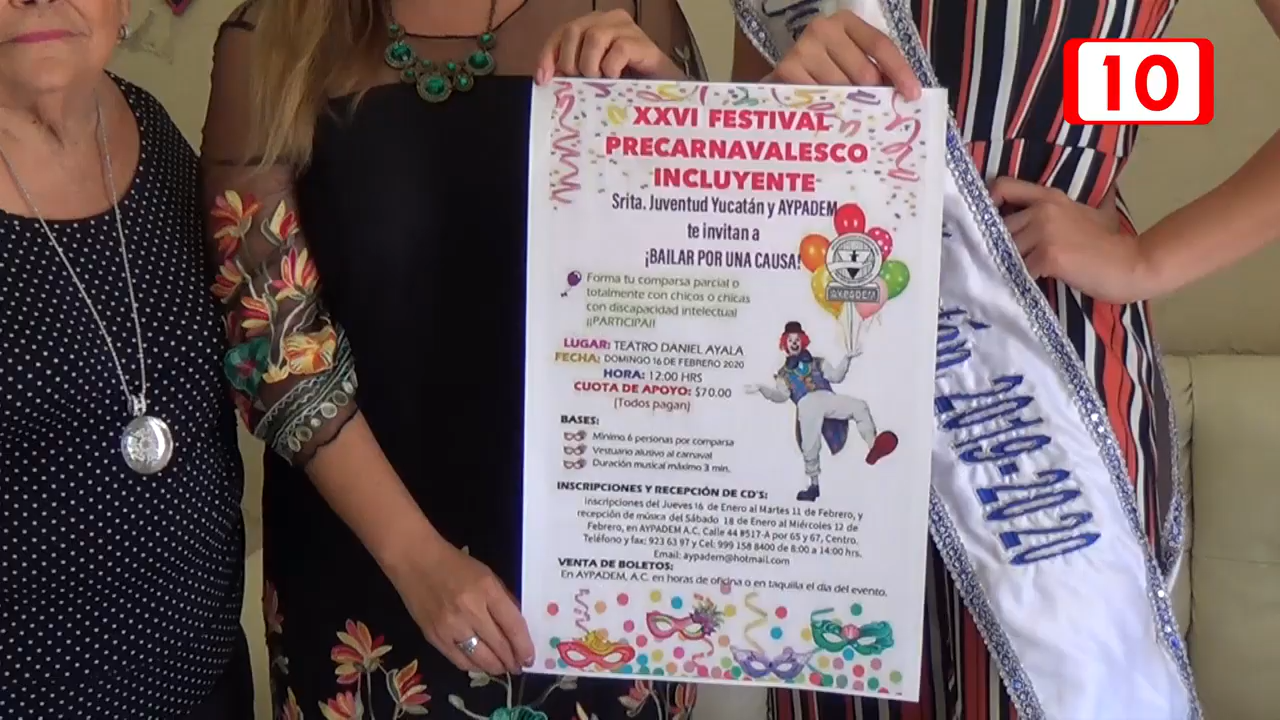 10
XXVI FESTIVAL
PRECARNAVALESCO
INCLUYENTE
Srita. Juventud Yucatán y AYPADEM
te invitan a
¡BAILAR POR UNA CAUSA!
AYPADEM
Forma tu comparsa parcial o
totalmente con chicos o chicas
con discapacidad intelectual
¡¡PARTICIPA!!
LUGAR: TEATRO DANIEL AYALA
FECHA: DOMINGO 16 DE FEBRERO 2020
HORA: 12:00 HRS
CUOTA DE APOYO: $70.00
(Todos pagan)
BASES:
Mínimo 6 personas por comparsa
Vestuario alusivo al carnaval
Duración musical máximo 3 min.
INSCRIPCIONES Y RECEPCIÓN DE CD'S:
Inscripciones del Jueves 16 de Enero al Martes 11 de Febrero, y
recepción de música del Sábado 18 de Enero al Miércoles 12 de
Febrero, en AYPADEM A.C. Calle 44 #517-A por 65 y 67, Centro.
Teléfono y fax: 923 63 97 y Cel: 999 158 8400 de 8:00 a 14:00 hrs.
Email: aypadem@hotmail.com
VENTA DE BOLETOS:
En AYPADEM, A.C. en horas de oficina o en taquilla el día del evento.
2019-2020